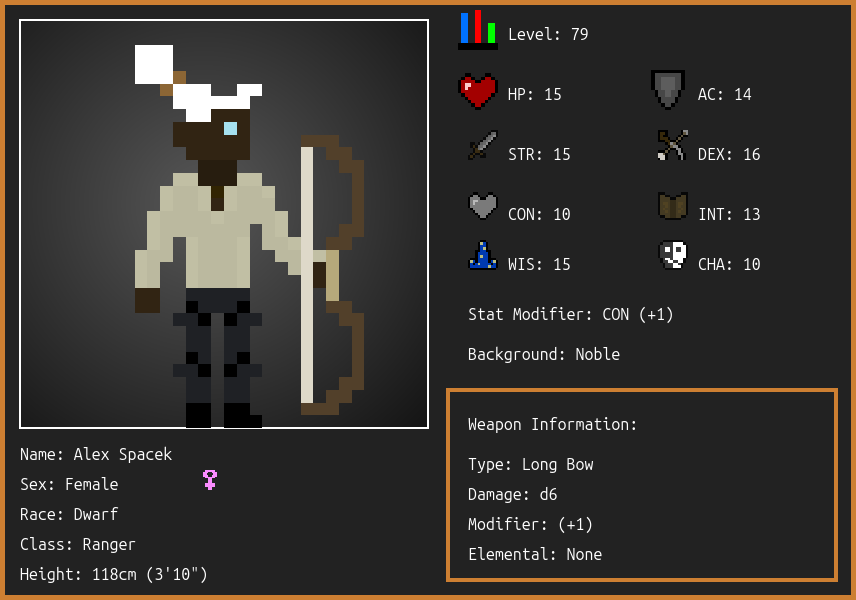 Level: 79
HP: 15
AC: 14
STR: 15
DEX: 16
CON: 10
INT: 13
WIS: 15
CHA: 10
Stat Modifier: CON (+1)
Background: Noble
Weapon Information:
Type: Long Bow
Damage: d6
Modifier: (+1)
Elemental: None
Name: Alex Spacek
Sex: Female
Race: Dwarf
Class: Ranger
Height: 118cm (3'10")